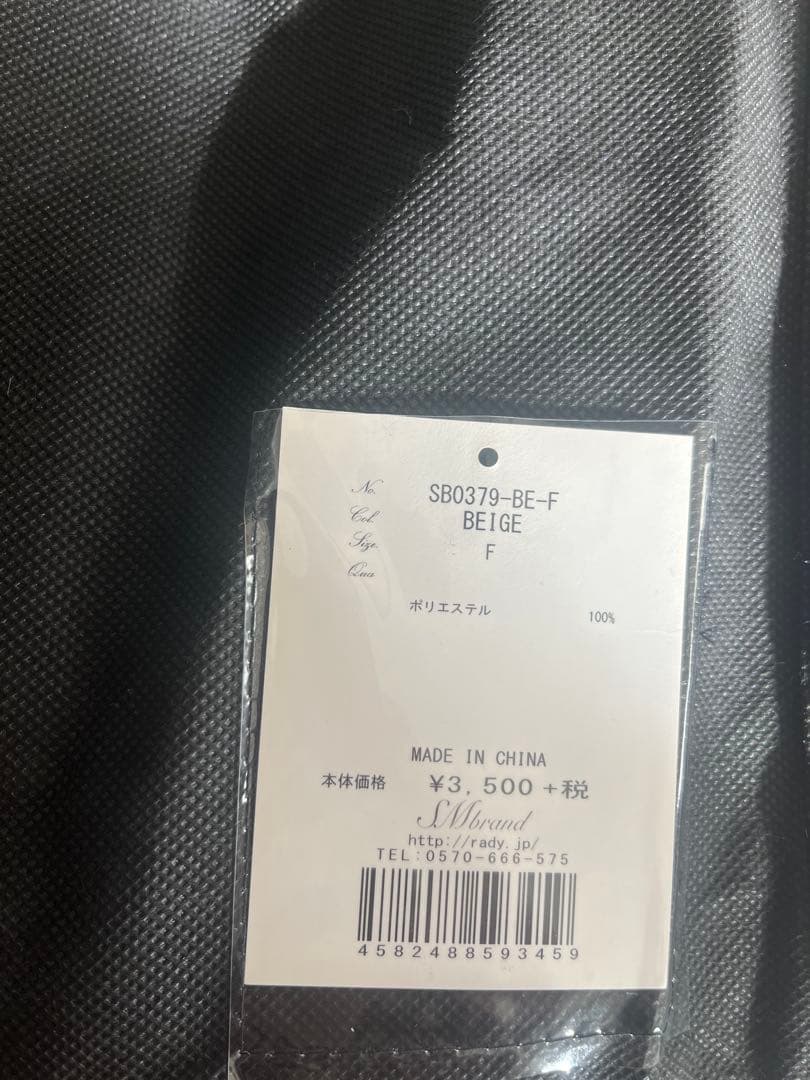 No. SB0379-BE-F
Col. BEIGE
Size. F
Qua
ポリエステル 100%
MADE IN CHINA
本体価格 ¥3,500+税
SMbrand
http://rady.jp/
TEL:0570-666-575
4582488593459